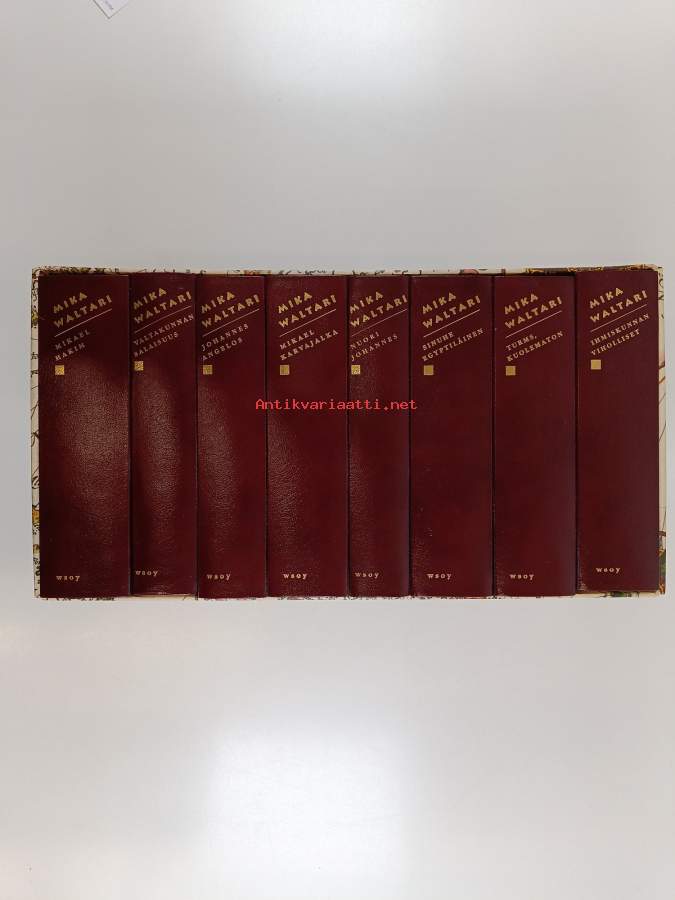 MIKA
WALTARI
MIKAEL
HAKIM
wsoy
MIKA
WALTARI
VALTAKUNNAN
SALAISUUS
wsoy
MIKA
WALTARI
JOHANNES
ANGELOS
wsoy
MIKA
WALTARI
MIKAEL
KARVAJALKA
wsoy
MIKA
WALTARI
NUORI
JOHANNES
wsoy
MIKA
WALTARI
SINUHE
EGYPTILÄINEN
wsoy
MIKA
WALTARI
TURMS,
KUOLEMATON
wsoy
MIKA
WALTARI
IHMISKUNNAN
VIHOLLISET
wsoy
Antikvariaatti.net